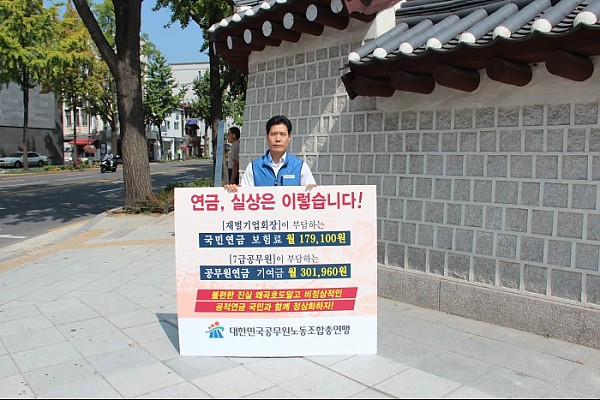 연금, 실상은 이렇습니다!
[재벌기업회장]이 부담하는
국민연금 보험료 월 179,100원
[7급공무원]이 부담하는
공무원연금 기여금 월 301,960원
불편한 진실 왜곡호도말고 비정상적인
공적연금 국민과 함께 정상화하자!
대한민국공무원노동조합총연맹